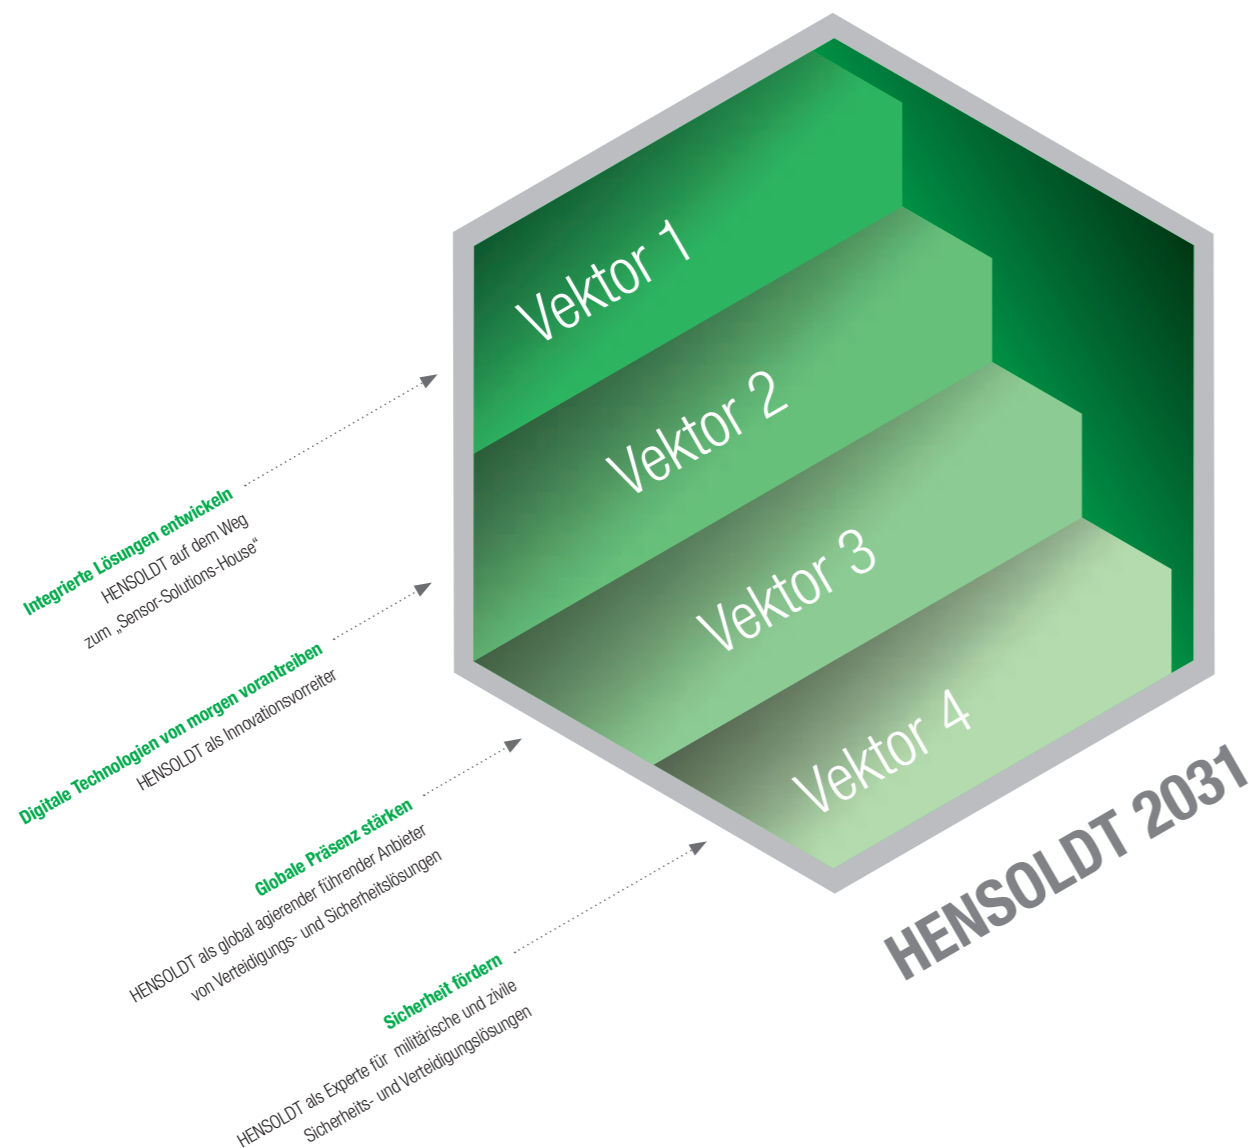 Vektor 1
Vektor 2
Vektor 3
Vektor 4
Integrierte Lösungen entwickeln
HENSOLDT auf dem Weg
zum „Sensor-Solutions-House“
Digitale Technologien von morgen vorantreiben
HENSOLDT als Innovationsvorreiter
Globale Präsenz stärken
HENSOLDT als global agierender führender Anbieter
von Verteidigungs- und Sicherheitslösungen
Sicherheit fördern
HENSOLDT als Experte für militärische und zivile
Sicherheits- und Verteidigungslösungen
HENSOLDT 2031